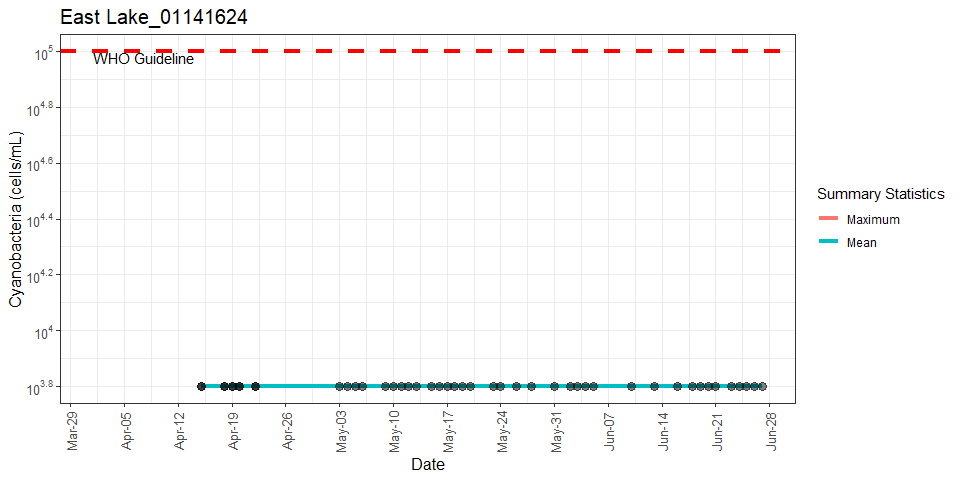 East Lake_01141624
10^5
WHO Guideline
10^4.8
10^4.6
10^4.4
10^4.2
10^4
10^3.8
Cyanobacteria (cells/mL)
Mar-29
Apr-05
Apr-12
Apr-19
Apr-26
May-03
May-10
May-17
May-24
May-31
Jun-07
Jun-14
Jun-21
Jun-28
Date
Summary Statistics
Maximum
Mean